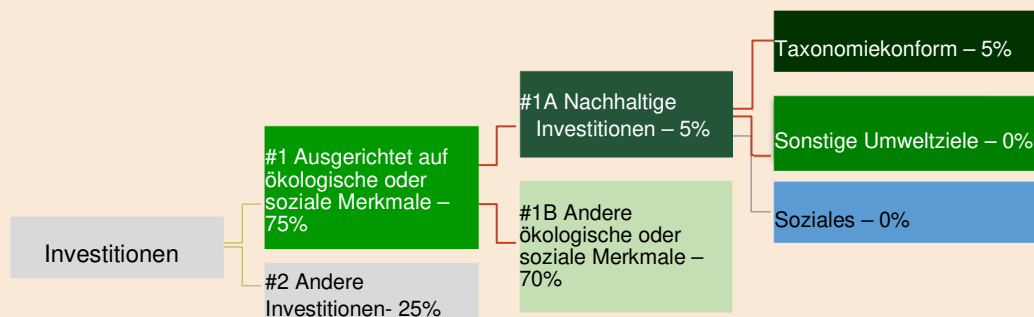 Investitionen
#1 Ausgerichtet auf
ökologische oder
soziale Merkmale –
75%
#2 Andere
Investitionen- 25%
#1A Nachhaltige
Investitionen – 5%
#1B Andere
ökologische oder
soziale Merkmale –
70%
Taxonomiekonform – 5%
Sonstige Umweltziele – 0%
Soziales – 0%